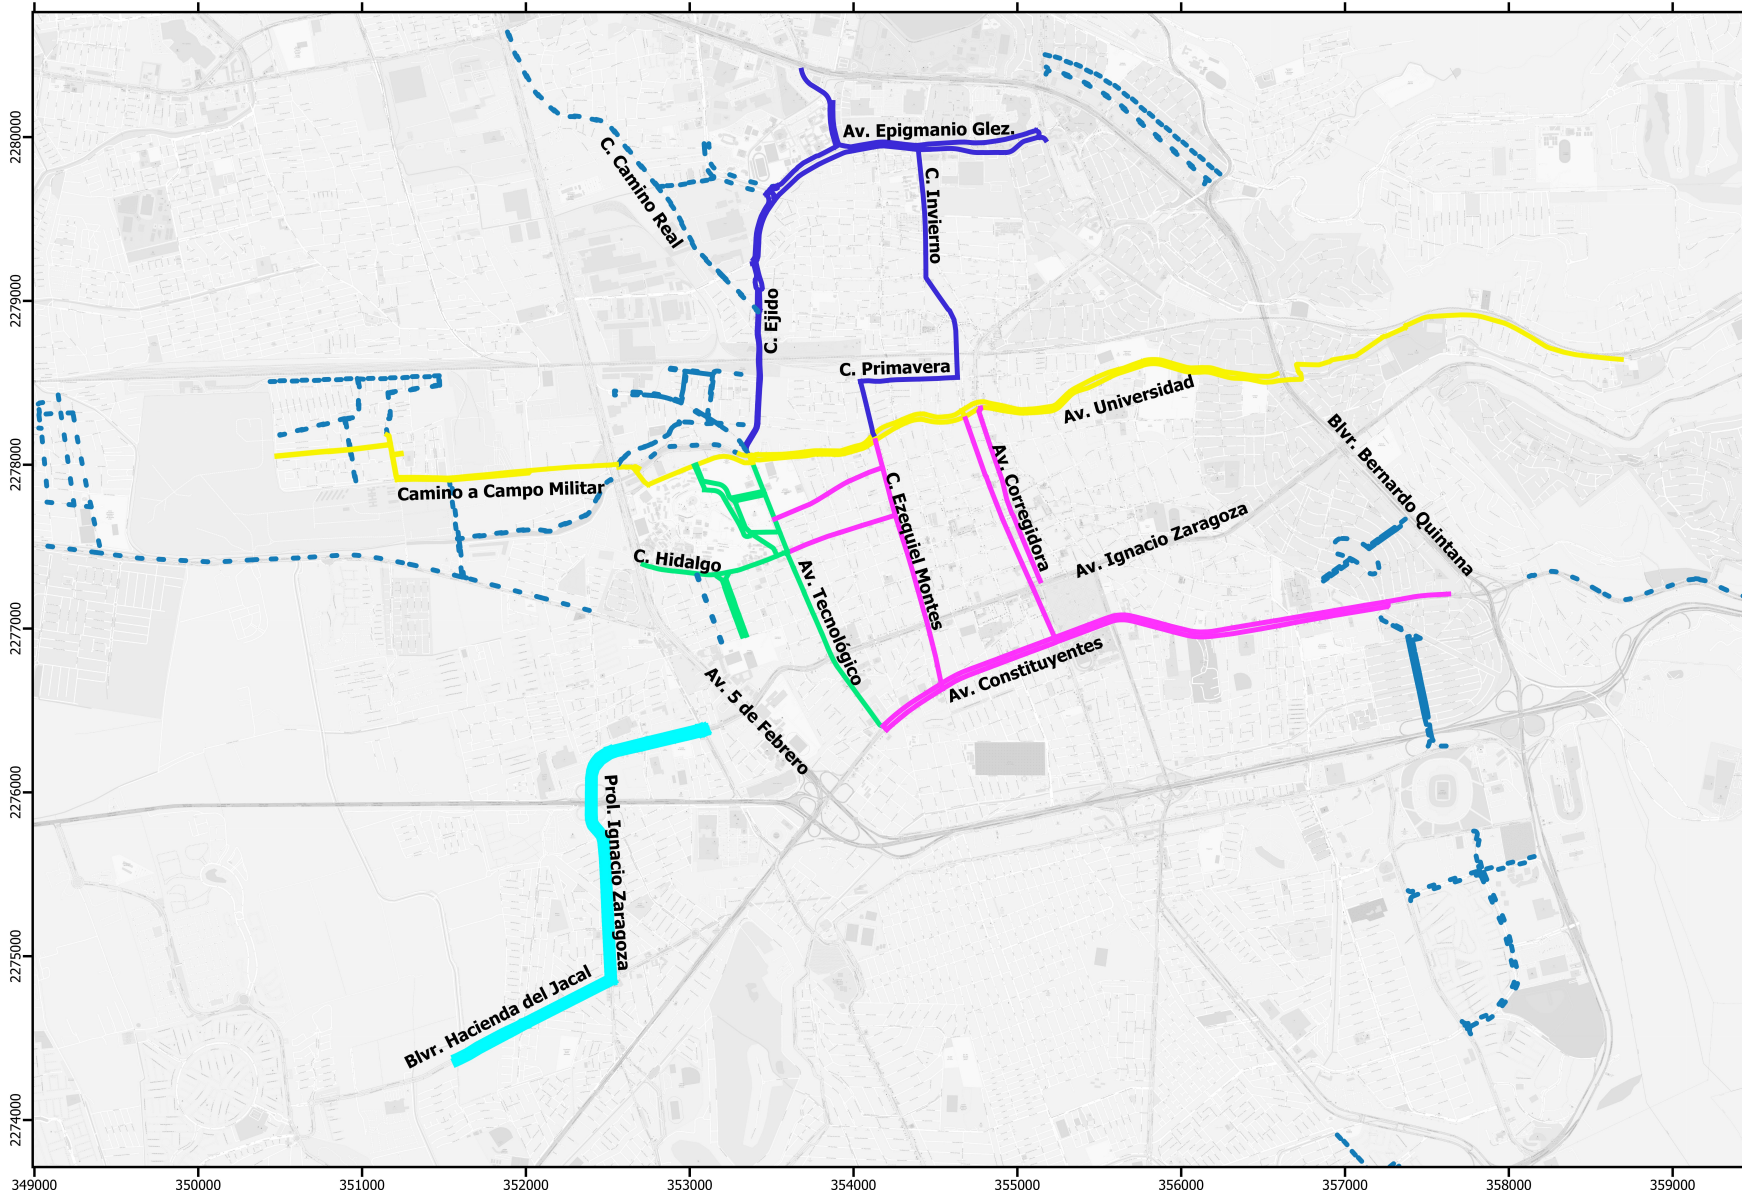 Av. Epigmanio Glez.
C. Camino Real
C. Invierno
C. Ejido
C. Primavera
Av. Universidad
Blvr. Bernardo Quintana
Camino a Campo Militar
C. Ezequiel Montes
Av. Corregidora
Av. Ignacio Zaragoza
C. Hidalgo
Av. Tecnológico
Av. Constituyentes
Av. 5 de Febrero
Prol. Ignacio Zaragoza
Blvr. Hacienda del Jacal
2280000
2279000
2278000
2277000
2276000
2275000
2274000
349000
350000
351000
352000
353000
354000
355000
356000
357000
358000
359000